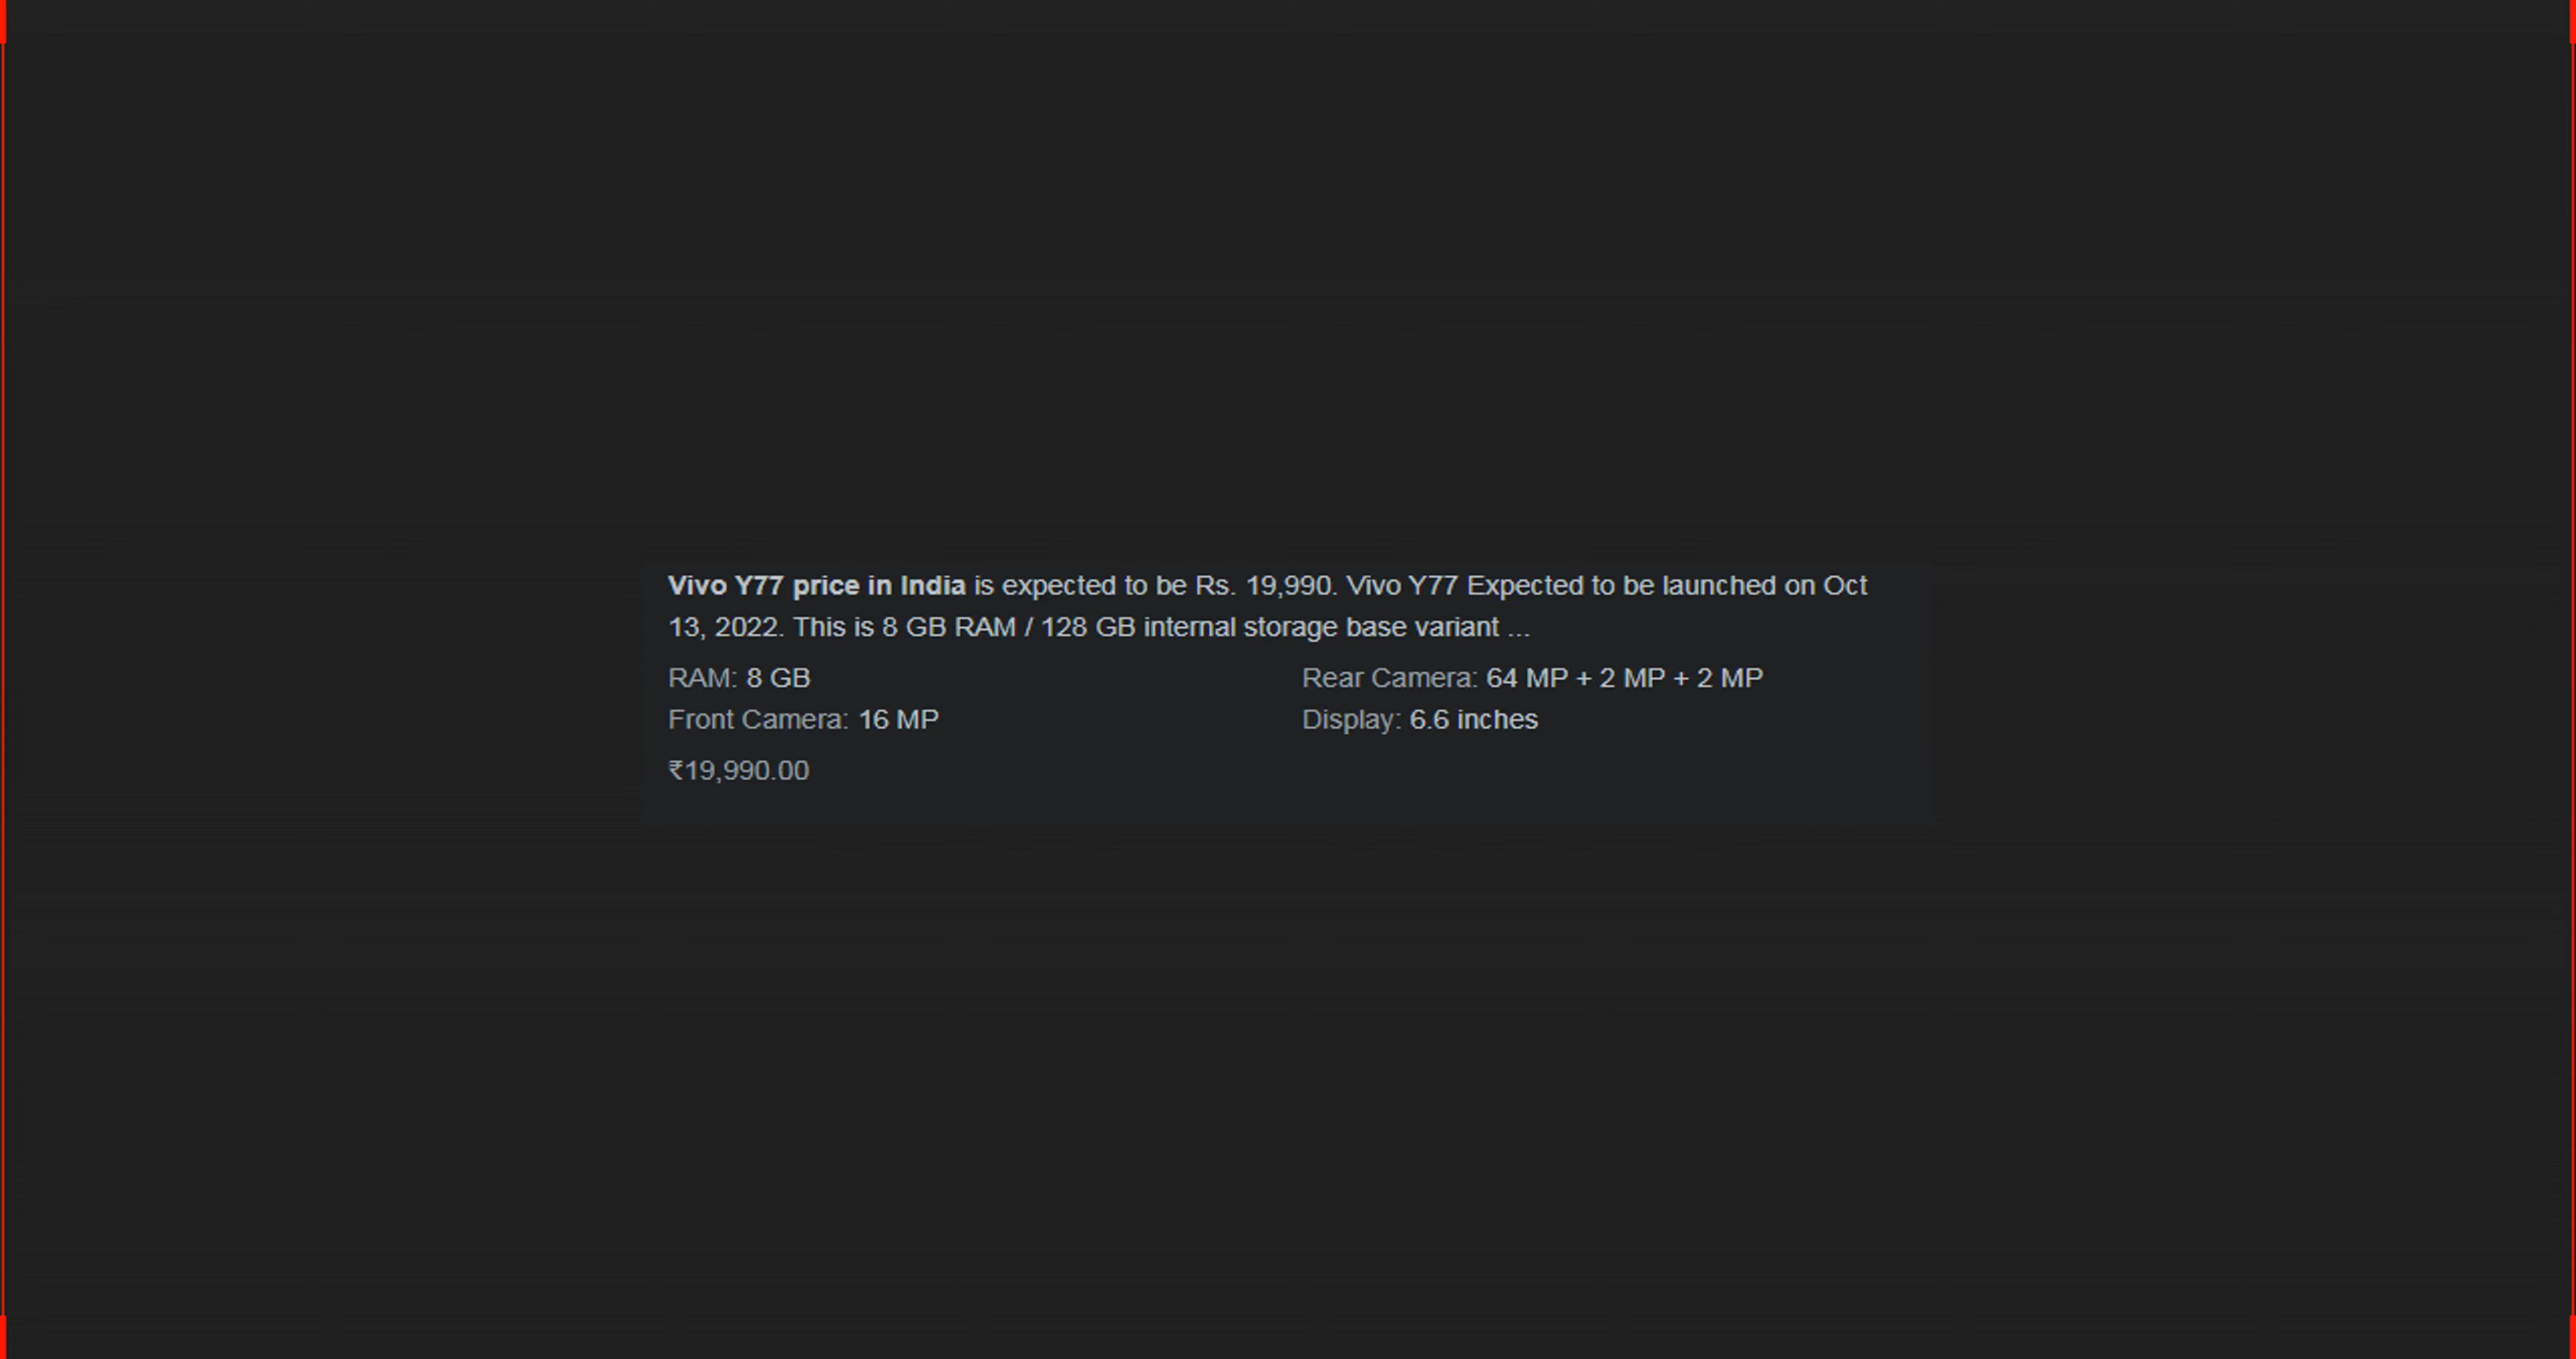 Vivo Y77 price in India is expected to be Rs. 19,990. Vivo Y77 Expected to be launched on Oct
13, 2022. This is 8 GB RAM / 128 GB internal storage base variant ...
RAM: 8 GB Rear Camera: 64 MP + 2 MP + 2 MP
Front Camera: 16 MP Display: 6.6 inches
₹19,990.00